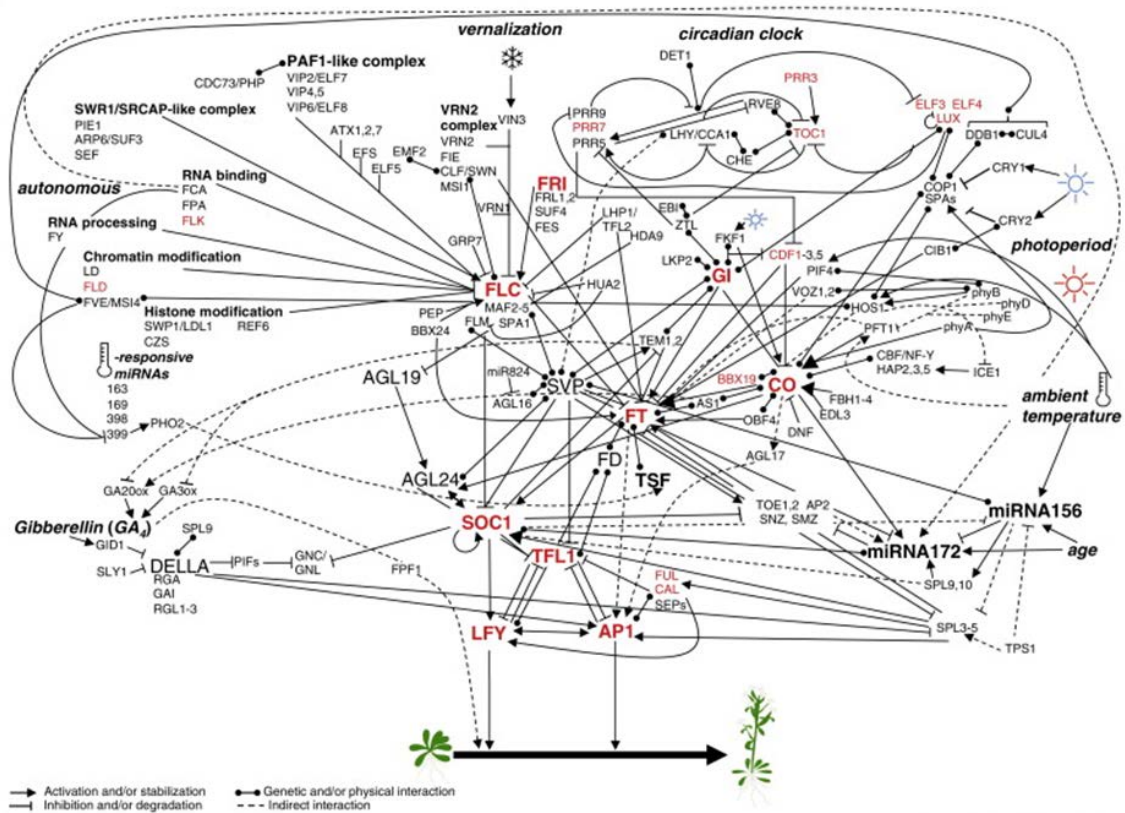 vernalization
circadian clock
DET1
PAF1-like complex
CDC73/PHP
VIP2/ELF7
VIP4,5
VIP6/ELF8
PRR3
SWR1/SRCAP-like complex
PIE1
ARP6/SUF3
SEF
VRN2
complex
VRN2
FIE
CLF/SWN
MSI1
VIN3
PRR9
PRR7
PRR5
RVE8
LHY/CCA1
TOC1
CHE
ELF3 ELF4
LUX
DDB1
CUL4
ATX1,2,7
EFS
ELF5
EMF2
CRY1
COP1
SPAs
CRY2
autonomous
RNA binding
FCA
FPA
FLK
FRI
FRL1,2
SUF4
FES
VRN1
LHP1/
TFL2
HDA9
EBI
ZTL
FKF1
CIB1
photoperiod
RNA processing
FY
GRP7
LKP2
GI
CDF1-3,5
PIF4
Chromatin modification
LD
FLD
FVE/MSI4
FLC
MAF2-5
HUA2
VOZ1,2
HOS1
phyB
phyD
phyE
Histone modification
SWP1/LDL1 REF6
CZS
PEP
BBX24
FLM
SPA1
TEM1,2
PFT1
phyA
-responsive
miRNAs
163
169
398
399
AGL19
miR824
AGL16
SVP
BBX19
CO
CBF/NF-Y
HAP2,3,5
ICE1
ambient
temperature
PHO2
FT
AS1
OBF4
FBH1-4
EDL3
DNF
AGL17
FD
TSF
AGL24
GA20ox
GA3ox
TOE1,2 AP2
SNZ, SMZ
miRNA156
Gibberellin (GA4)
SPL9
SOC1
GID1
SLY1
DELLA
RGA
GAI
RGL1-3
PIFs
GNC/
GNL
FPF1
TFL1
miRNA172
age
SPL9,10
FUL
CAL
SEPs
LFY
AP1
SPL3-5
TPS1
Activation and/or stabilization
Genetic and/or physical interaction
Inhibition and/or degradation
Indirect interaction